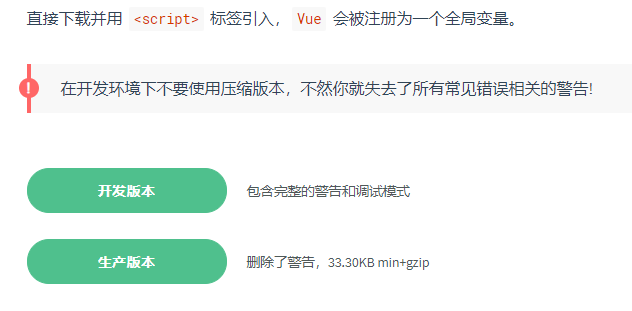 直接下载并用 <script> 标签引入，Vue 会被注册为一个全局变量。
!
在开发环境下不要使用压缩版本，不然你就失去了所有常见错误相关的警告!
开发版本 包含完整的警告和调试模式
生产版本 删除了警告，33.30KB min+gzip